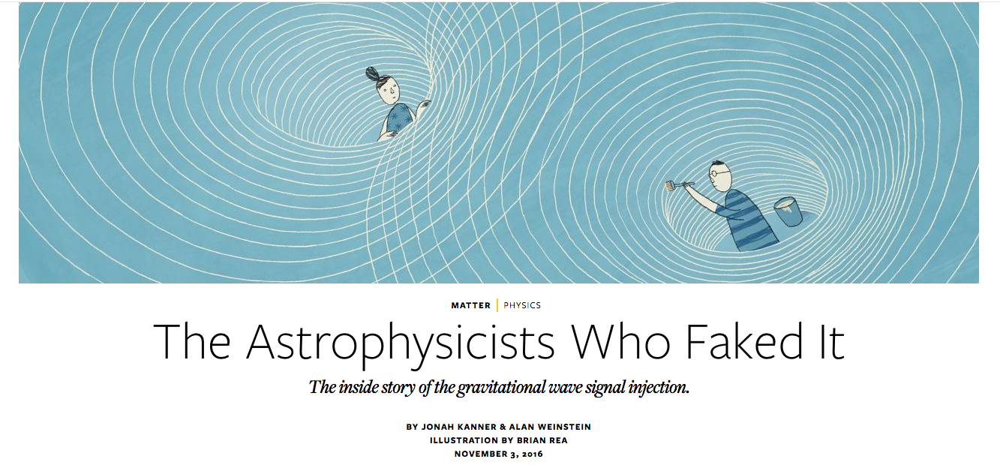 MATTER | PHYSICS
The Astrophysicists Who Faked It
The inside story of the gravitational wave signal injection.
BY JONAH KANNER & ALAN WEINSTEIN
ILLUSTRATION BY BRIAN REA
NOVEMBER 3, 2016